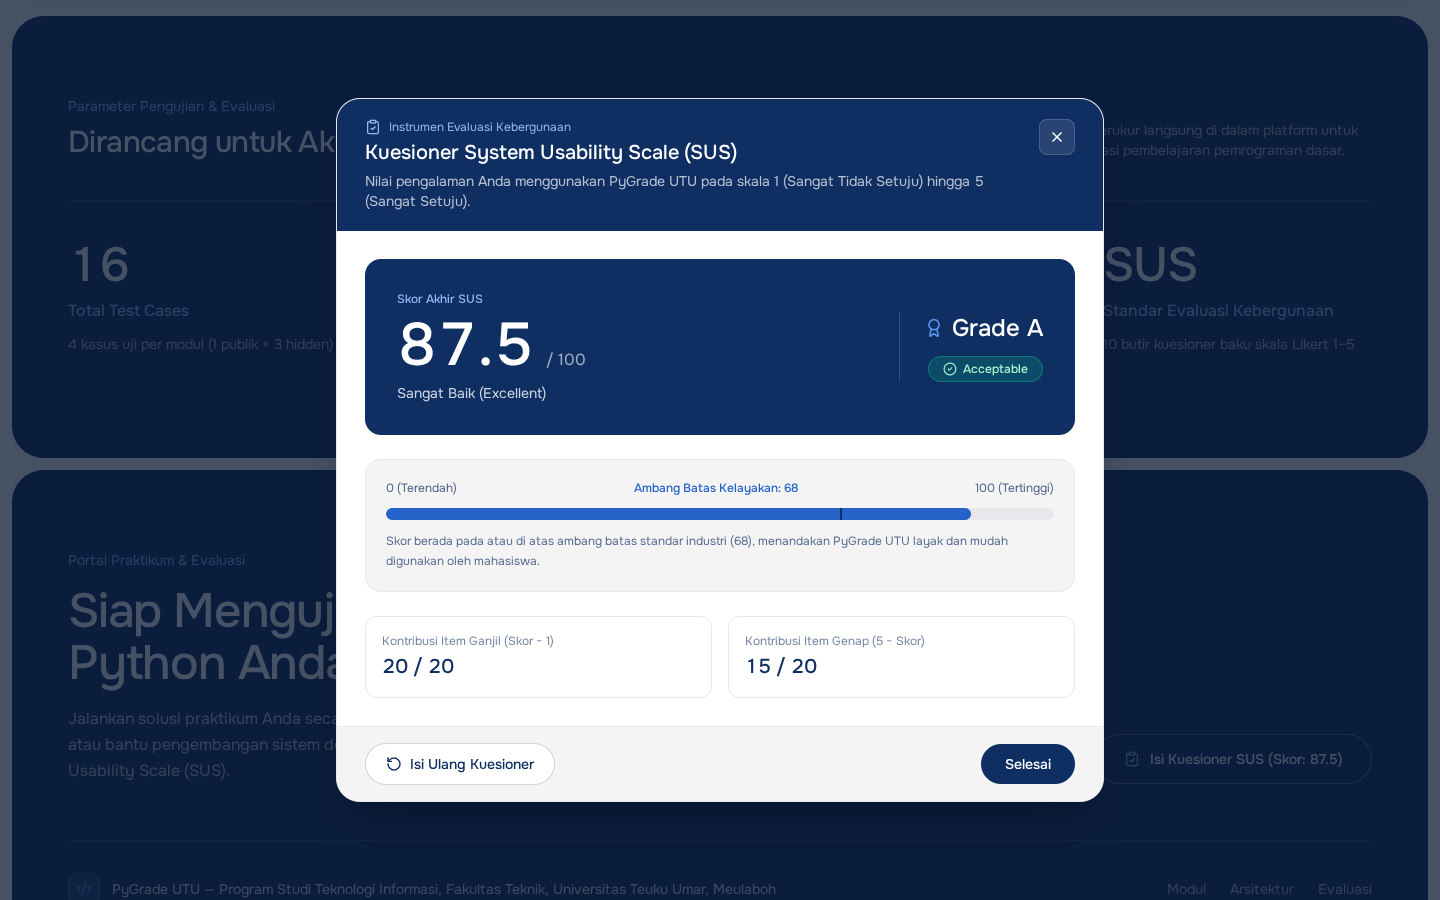 Parameter Pengujian & Evaluasi
Dirancang untuk Ak
erukur langsung di dalam platform untuk
asi pembelajaran pemrograman dasar.
16
Total Test Cases
4 kasus uji per modul (1 publik + 3 hidden)
SUS
Standar Evaluasi Kebergunaan
10 butir kuesioner baku skala Likert 1–5
Instrumen Evaluasi Kebergunaan
Kuesioner System Usability Scale (SUS)
Nilai pengalaman Anda menggunakan PyGrade UTU pada skala 1 (Sangat Tidak Setuju) hingga 5
(Sangat Setuju).
Skor Akhir SUS
87.5 / 100
Sangat Baik (Excellent)
Grade A
Acceptable
0 (Terendah)
Ambang Batas Kelayakan: 68
100 (Tertinggi)
Skor berada pada atau di atas ambang batas standar industri (68), menandakan PyGrade UTU layak dan mudah
digunakan oleh mahasiswa.
Kontribusi Item Ganjil (Skor − 1)
20 / 20
Kontribusi Item Genap (5 − Skor)
15 / 20
Isi Ulang Kuesioner
Selesai
Portal Praktikum & Evaluasi
Siap Menguj
Python Anda
Jalankan solusi praktikum Anda seca
atau bantu pengembangan sistem de
Usability Scale (SUS).
Isi Kuesioner SUS (Skor: 87.5)
PyGrade UTU — Program Studi Teknologi Informasi, Fakultas Teknik, Universitas Teuku Umar, Meulaboh
Modul
Arsitektur
Evaluasi